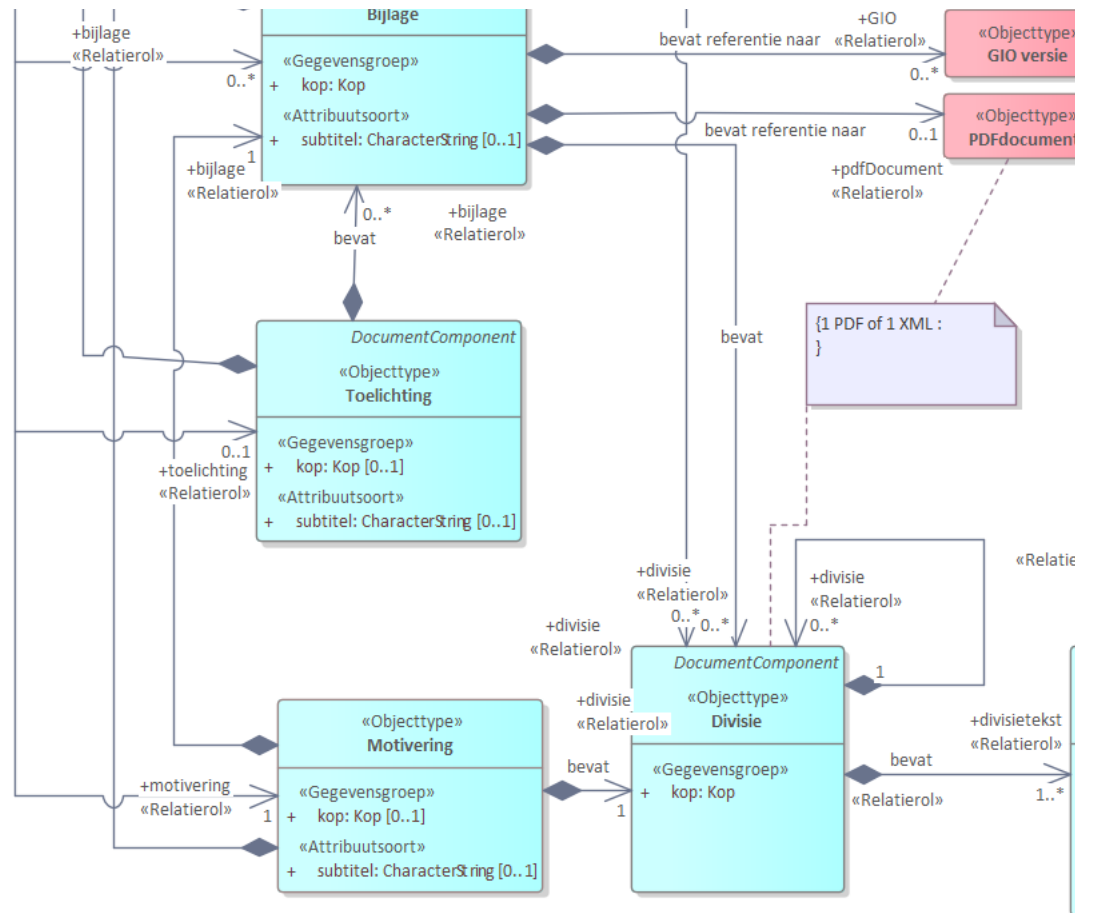 Bijlage
+bijlage
«Relatierol»
0..*
«Gegevensgroep»
+ kop: Kop
«Attribuutsoort»
+ subtitel: CharacterString [0..1]
bevat referentie naar
+GIO
«Relatierol»
0..*
«Objecttype»
GIO versie
bevat referentie naar
0..1
«Objecttype»
PDFdocument
+pdfDocument
«Relatierol»
1
+bijlage
«Relatierol»
0..*
bevat
+bijlage
«Relatierol»
DocumentComponent
«Objecttype»
Toelichting
«Gegevensgroep»
+ kop: Kop [0..1]
«Attribuutsoort»
+ subtitel: CharacterString [0..1]
0..1
+toelichting
«Relatierol»
bevat
{1 PDF of 1 XML :
}
+divisie
«Relatierol»
0..*
0..*
+divisie
«Relatierol»
0..*
«Relatie
+divisie
«Relatierol»
DocumentComponent
«Objecttype»
Divisie
«Gegevensgroep»
+ kop: Kop
1
+divisie
«Relatierol»
«Objecttype»
Motivering
«Gegevensgroep»
+ kop: Kop [0..1]
«Attribuutsoort»
+ subtitel: CharacterString [0..1]
+motivering
«Relatierol»
1
bevat
1
+divisietekst
«Relatierol»
bevat
1..*
«Relatierol»